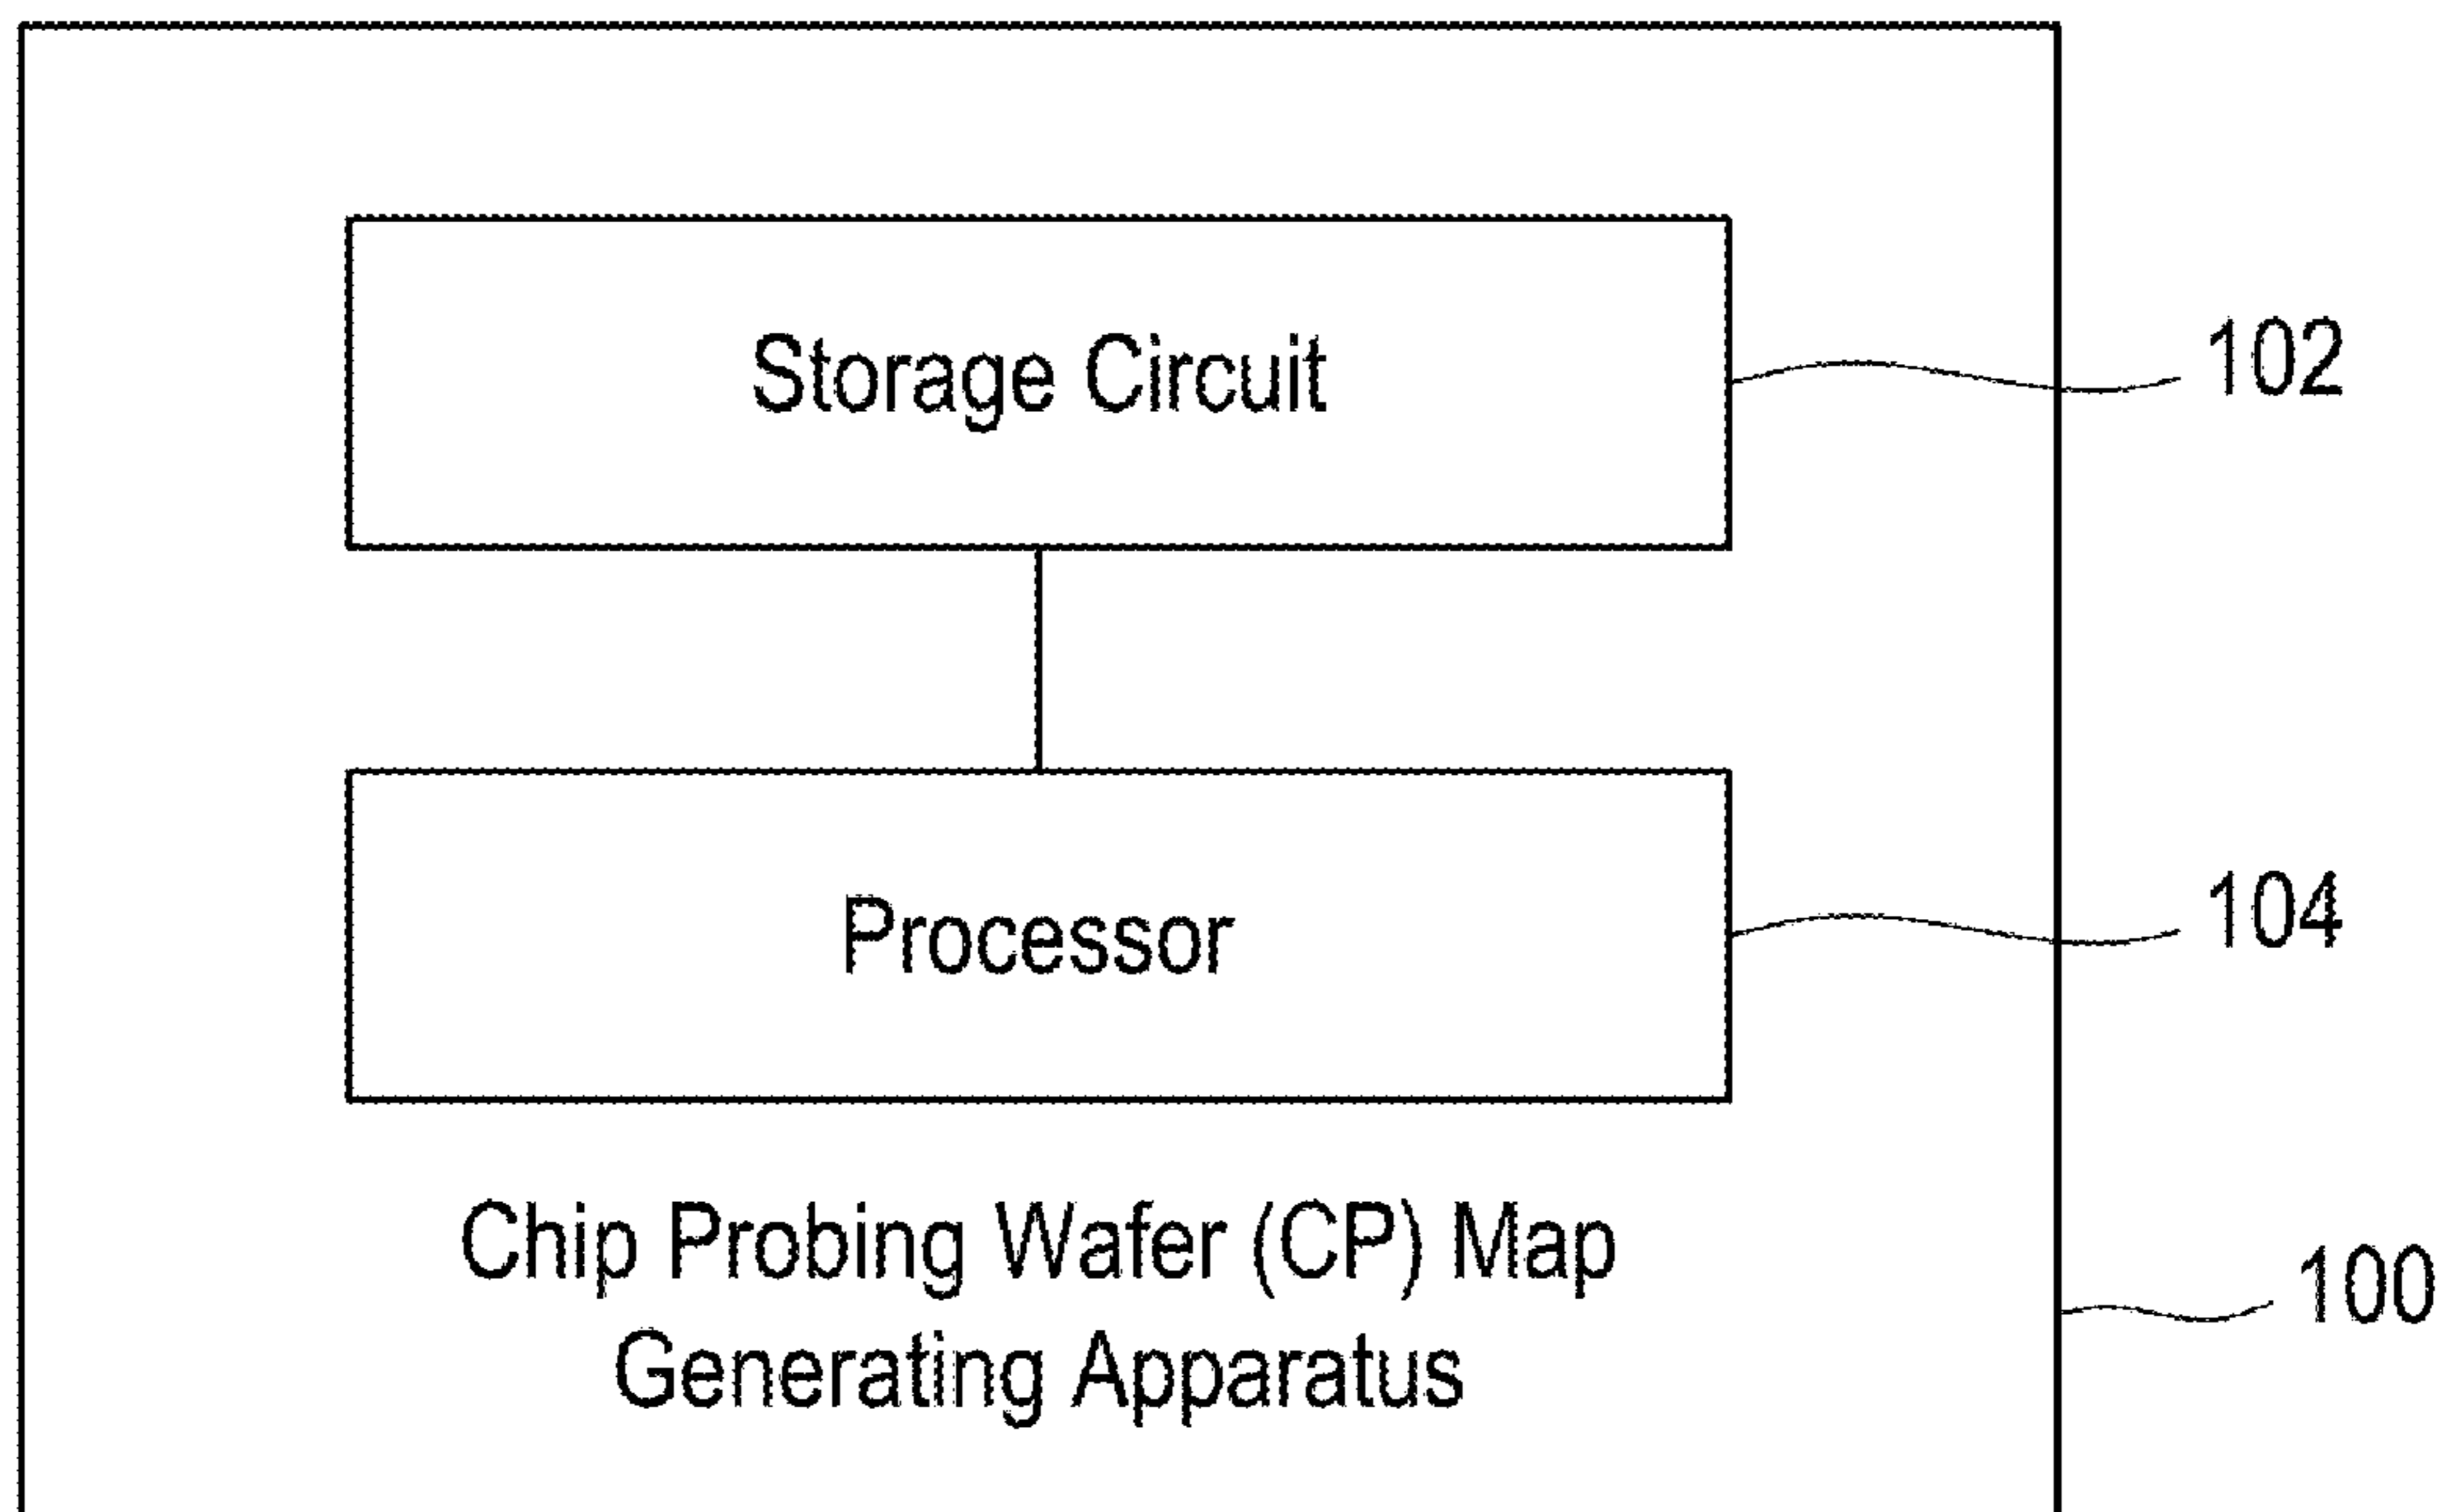 Storage Circuit
102
Processor
104
Chip Probing Wafer (CP) Map
Generating Apparatus
100